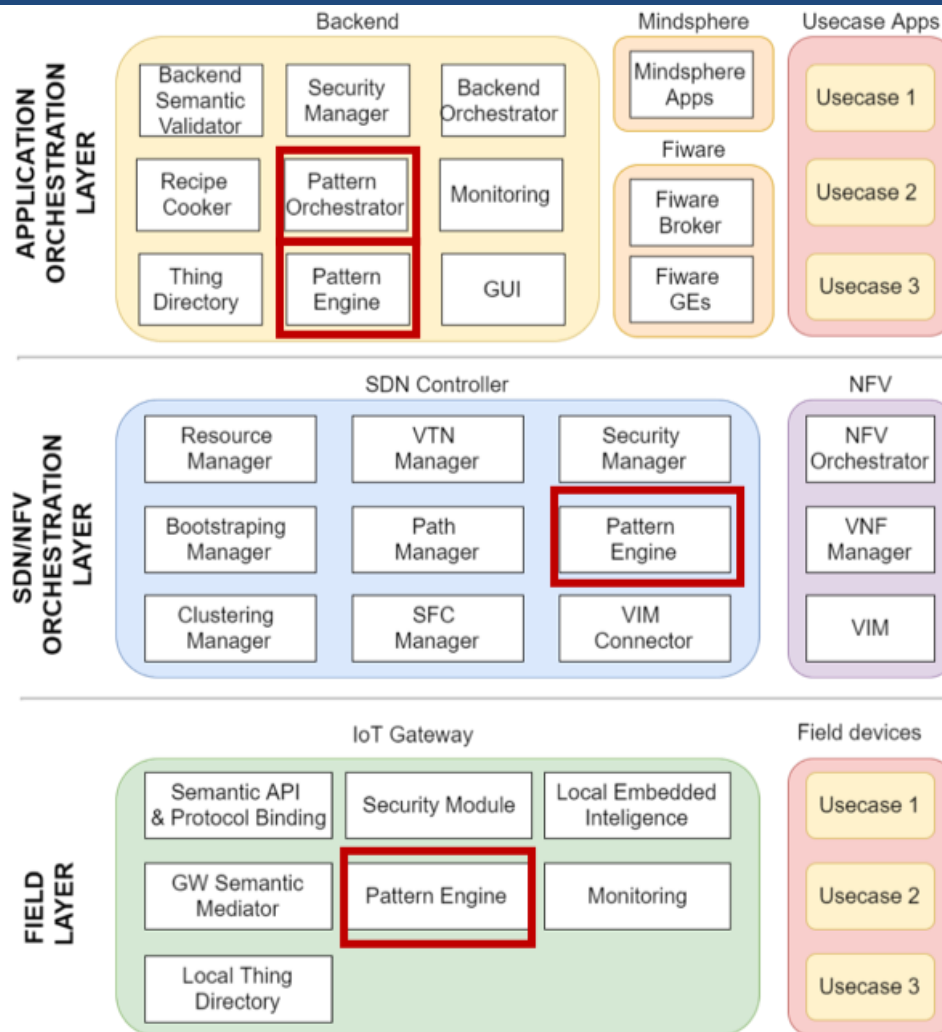 Backend
Mindsphere
Usecase Apps
APPLICATION
ORCHESTRATION
LAYER
Backend
Semantic
Validator
Security
Manager
Backend
Orchestrator
Recipe
Cooker
Pattern
Orchestrator
Monitoring
Thing
Directory
Pattern
Engine
GUI
Mindsphere
Apps
Fiware
Fiware
Broker
Fiware
GEs
Usecase 1
Usecase 2
Usecase 3
SDN/NFV
ORCHESTRATION
LAYER
SDN Controller
Resource
Manager
VTN
Manager
Security
Manager
Bootstraping
Manager
Path
Manager
Pattern
Engine
Clustering
Manager
SFC
Manager
VIM
Connector
NFV
NFV
Orchestrator
VNF
Manager
VIM
FIELD
LAYER
IoT Gateway
Semantic API
& Protocol Binding
Security Module
Local Embedded
Inteligence
GW Semantic
Mediator
Pattern Engine
Monitoring
Local Thing
Directory
Field devices
Usecase 1
Usecase 2
Usecase 3